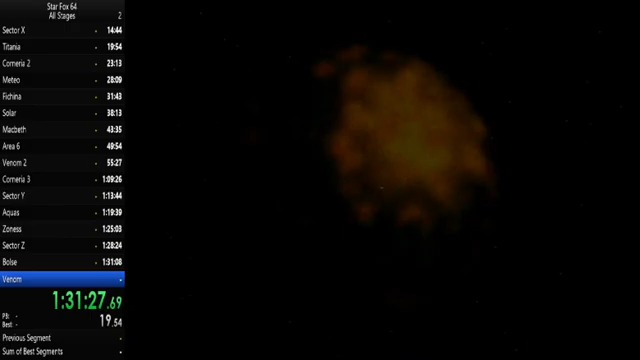 Star Fox 64
All Stages 2
Sector X - 14:44
Titania - 19:54
Corneria 2 - 23:13
Meteo - 28:09
Fichina - 31:43
Solar - 38:13
Macbeth - 43:35
Area 6 - 49:54
Venom 2 - 55:27
Corneria 3 - 1:09:26
Sector Y - 1:13:44
Aquas - 1:19:39
Zoness - 1:25:03
Sector Z - 1:28:24
Bolse - 1:31:08
Venom -
1:31:27.69
PB: -
Best - 19.54
Previous Segment -
Sum of Best Segments -